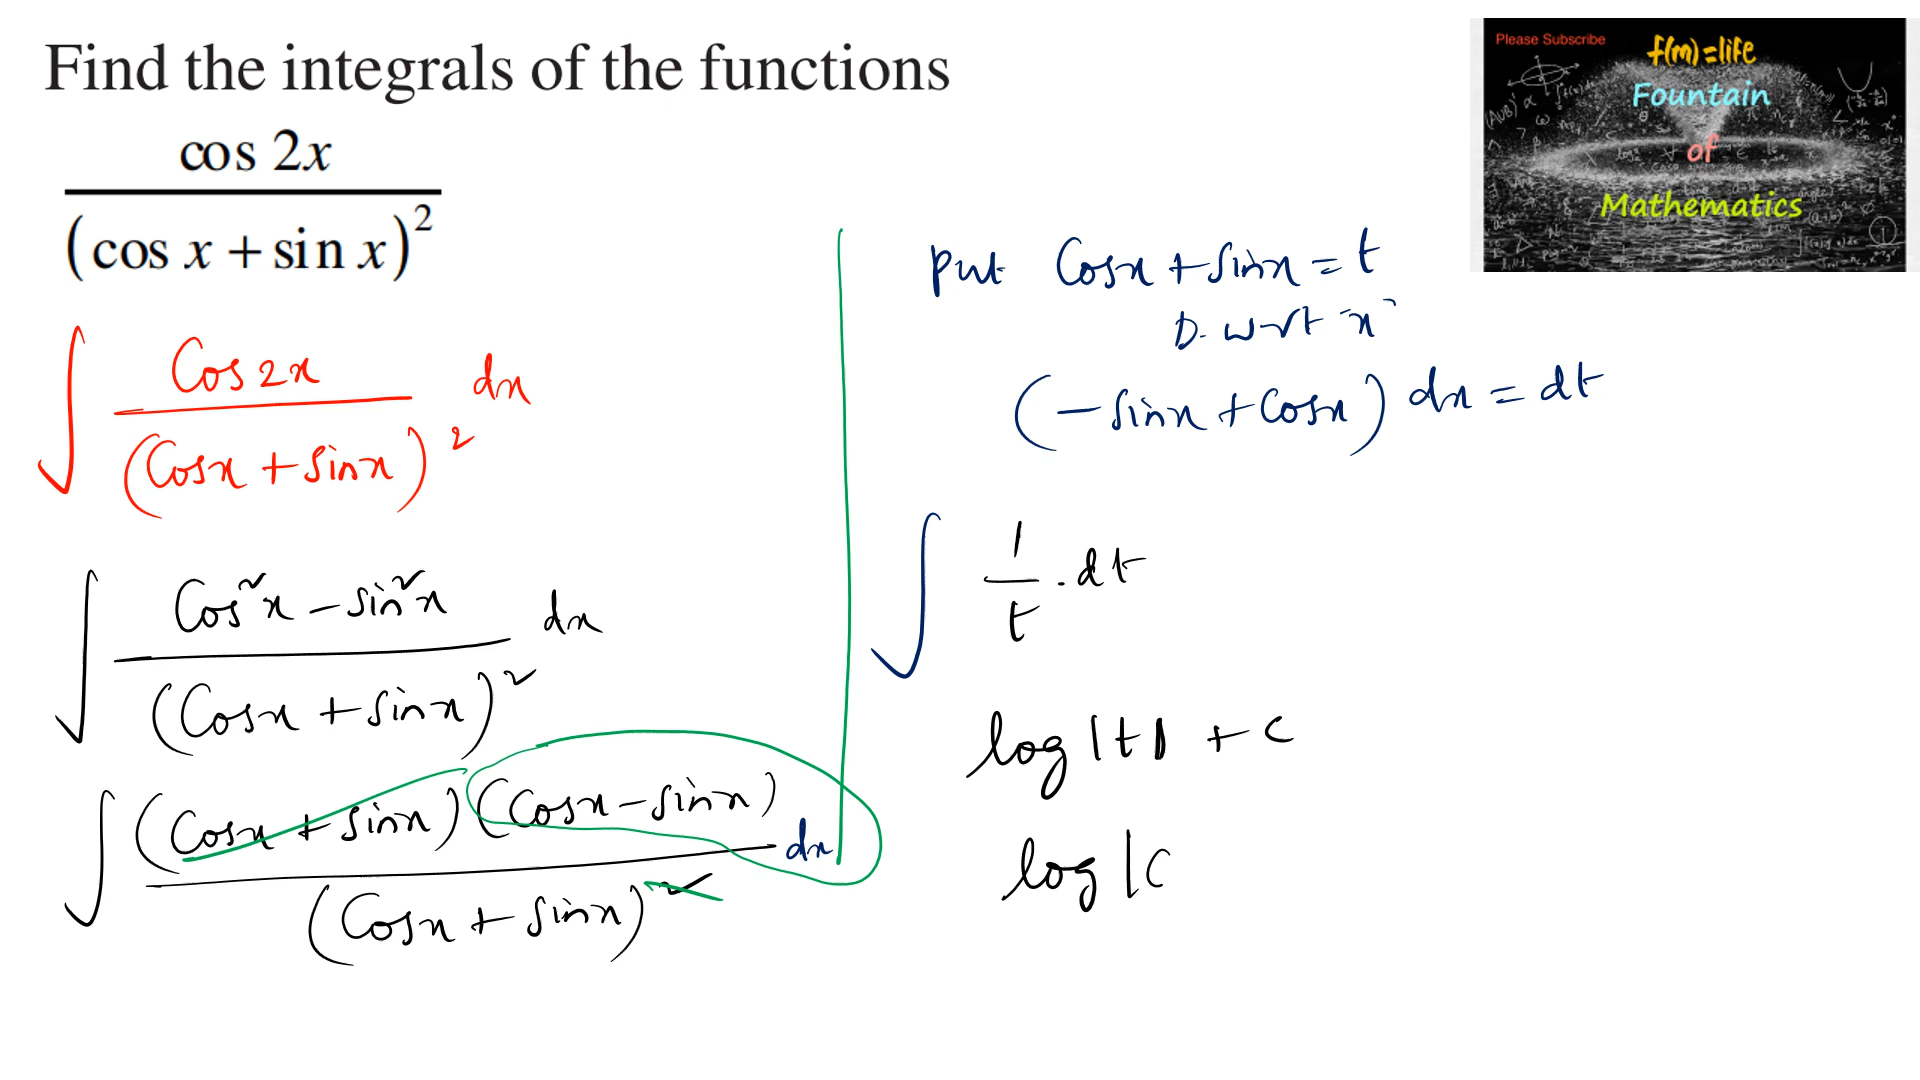 Find the integrals of the functions
cos 2x
(cos x + sin x)²
∫ Cos2x / (Cosx + sinx)² dx
∫ Cos²x − sin²x / (Cosx + sinx)² dx
∫ (Cosx + sinx) (Cosx − sinx) / (Cosx + sinx)² dx
put Cosx + sinx = t
D. w.r.t 'x'
(− sinx + Cosx) dx = dt
∫ 1/t . dt
log |t| + c
log |C
Please Subscribe
f(m)=life
Fountain
of
Mathematics